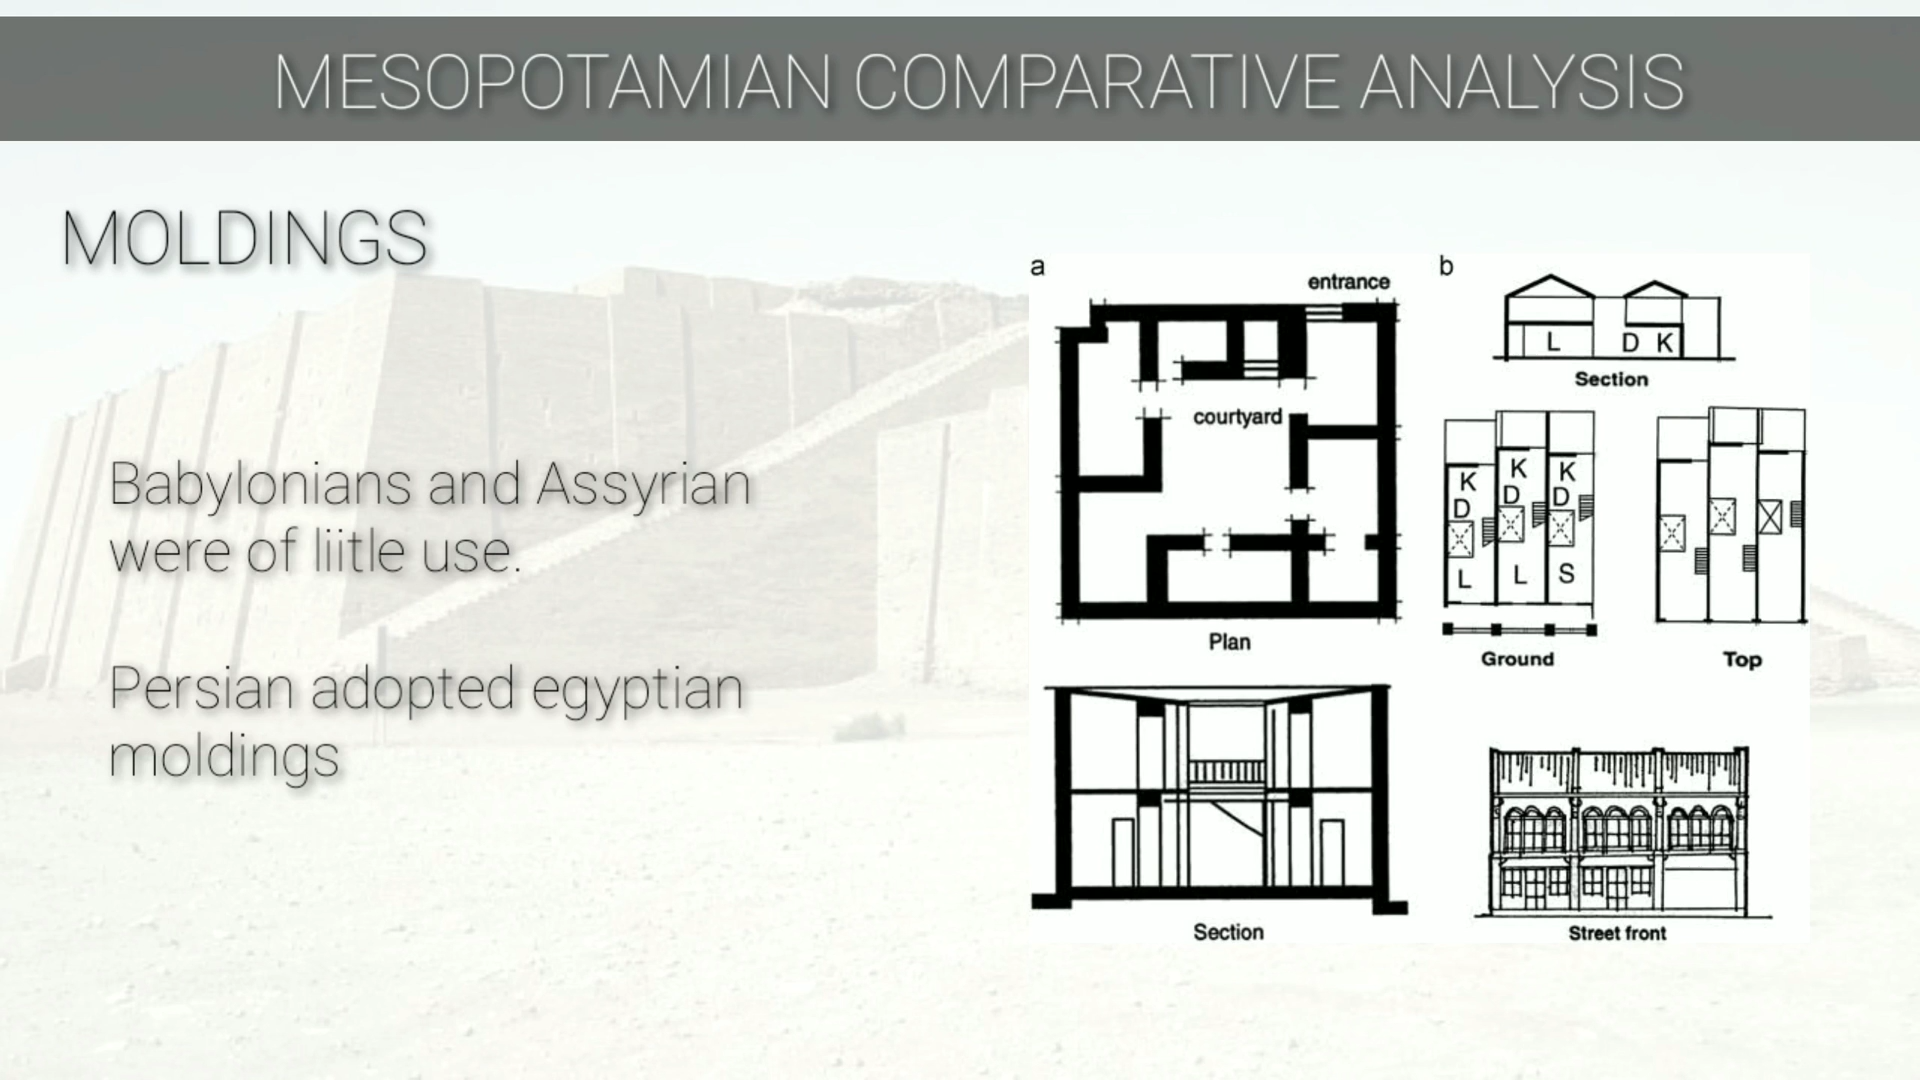 MESOPOTAMIAN COMPARATIVE ANALYSIS
MOLDINGS
Babylonians and Assyrian
were of liitle use.
Persian adopted egyptian
moldings
a
entrance
courtyard
Plan
Section
b
L D K
Section
K K K
D D D
L L S
Ground
Top
Street front